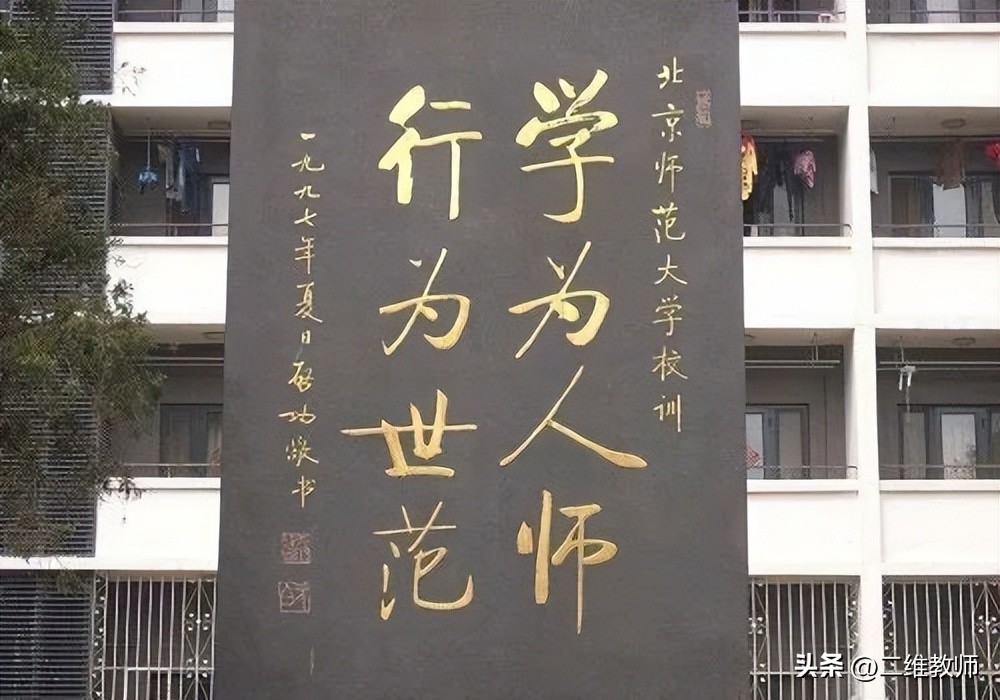 北京师范大学校训
学为人师
行为世范
一九九七年夏日启功敬书
头条 @二维教师